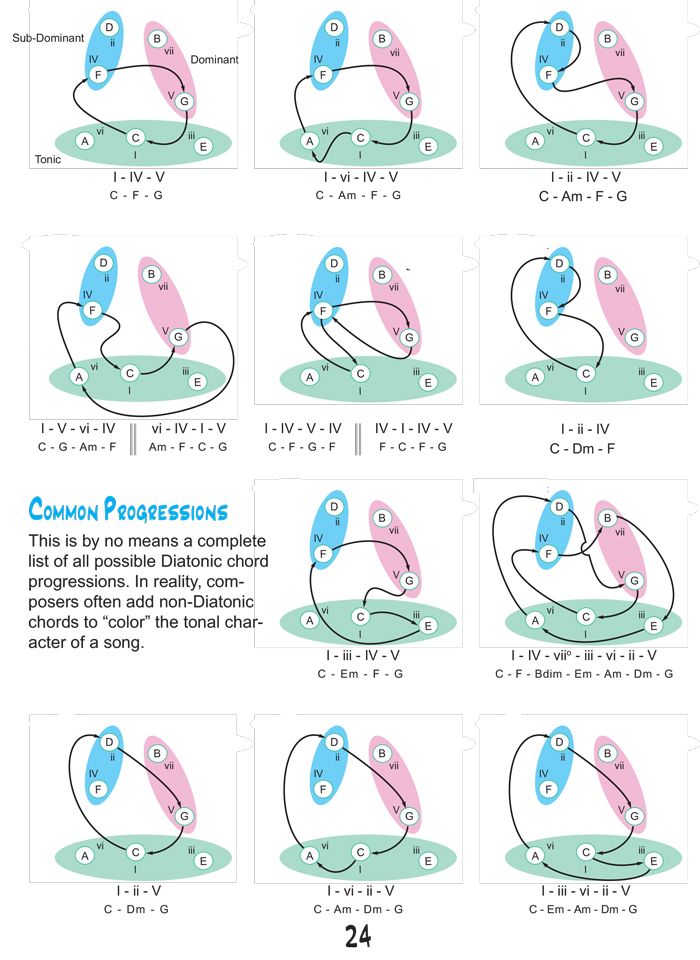 Sub-Dominant
D
ii
IV
F
B
vii
Dominant
V
G
vi
A
C
I
iii
E
Tonic
I - IV - V
C - F - G
D
ii
IV
F
B
vii
V
G
vi
A
C
I
iii
E
I - vi - IV - V
C - Am - F - G
D
ii
IV
F
B
vii
V
G
vi
A
C
I
iii
E
I - ii - IV - V
C - Am - F - G
D
ii
IV
F
B
vii
V
G
vi
A
C
I
iii
E
I - V - vi - IV || vi - IV - I - V
C - G - Am - F || Am - F - C - G
D
ii
IV
F
B
vii
V
G
vi
A
C
I
iii
E
I - IV - V - IV || IV - I - IV - V
C - F - G - F || F - C - F - G
D
ii
IV
F
B
vii
V
G
vi
A
C
I
iii
E
I - ii - IV
C - Dm - F
Common Progressions
This is by no means a complete
list of all possible Diatonic chord
progressions. In reality, com-
posers often add non-Diatonic
chords to “color” the tonal char-
acter of a song.
D
ii
IV
F
B
vii
V
G
vi
A
C
I
iii
E
I - iii - IV - V
C - Em - F - G
D
ii
IV
F
B
vii
V
G
vi
A
C
I
iii
E
I - IV - viiº - iii - vi - ii - V
C - F - Bdim - Em - Am - Dm - G
D
ii
IV
F
B
vii
V
G
vi
A
C
I
iii
E
I - ii - V
C - Dm - G
D
ii
IV
F
B
vii
V
G
vi
A
C
I
iii
E
I - vi - ii - V
C - Am - Dm - G
D
ii
IV
F
B
vii
V
G
vi
A
C
I
iii
E
I - iii - vi - ii - V
C - Em - Am - Dm - G
24